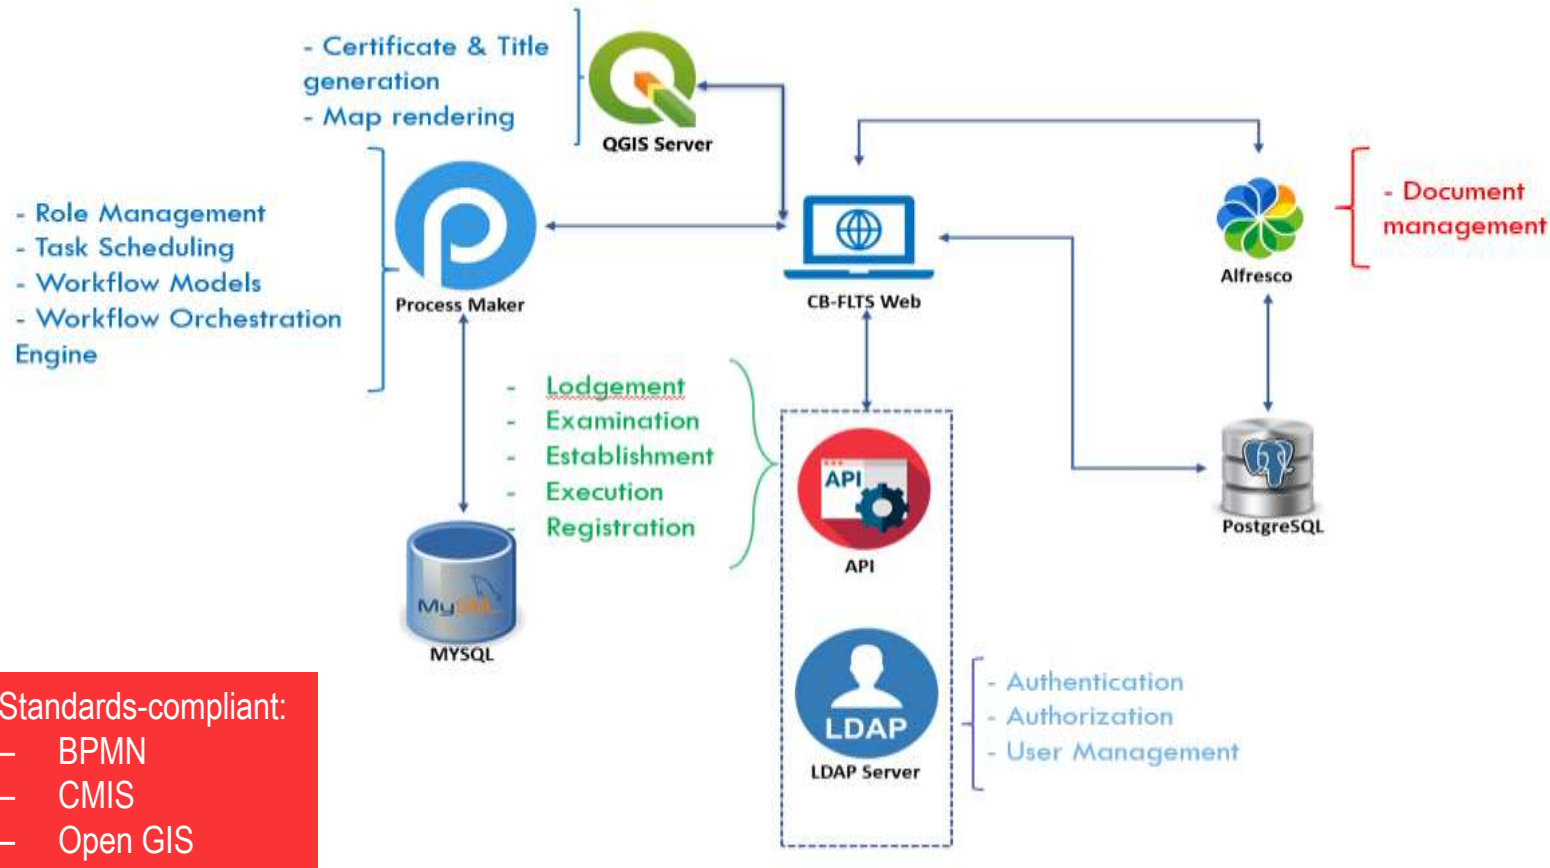 - Certificate & Title
generation
- Map rendering
QGIS Server
- Role Management
- Task Scheduling
- Workflow Models
- Workflow Orchestration
Engine
Process Maker
CB-FLTS Web
Alfresco
- Document
management
- Lodgement
- Examination
- Establishment
- Execution
- Registration
API
API
PostgreSQL
MySQL
MYSQL
LDAP
LDAP Server
- Authentication
- Authorization
- User Management
Standards-compliant:
– BPMN
– CMIS
– Open GIS